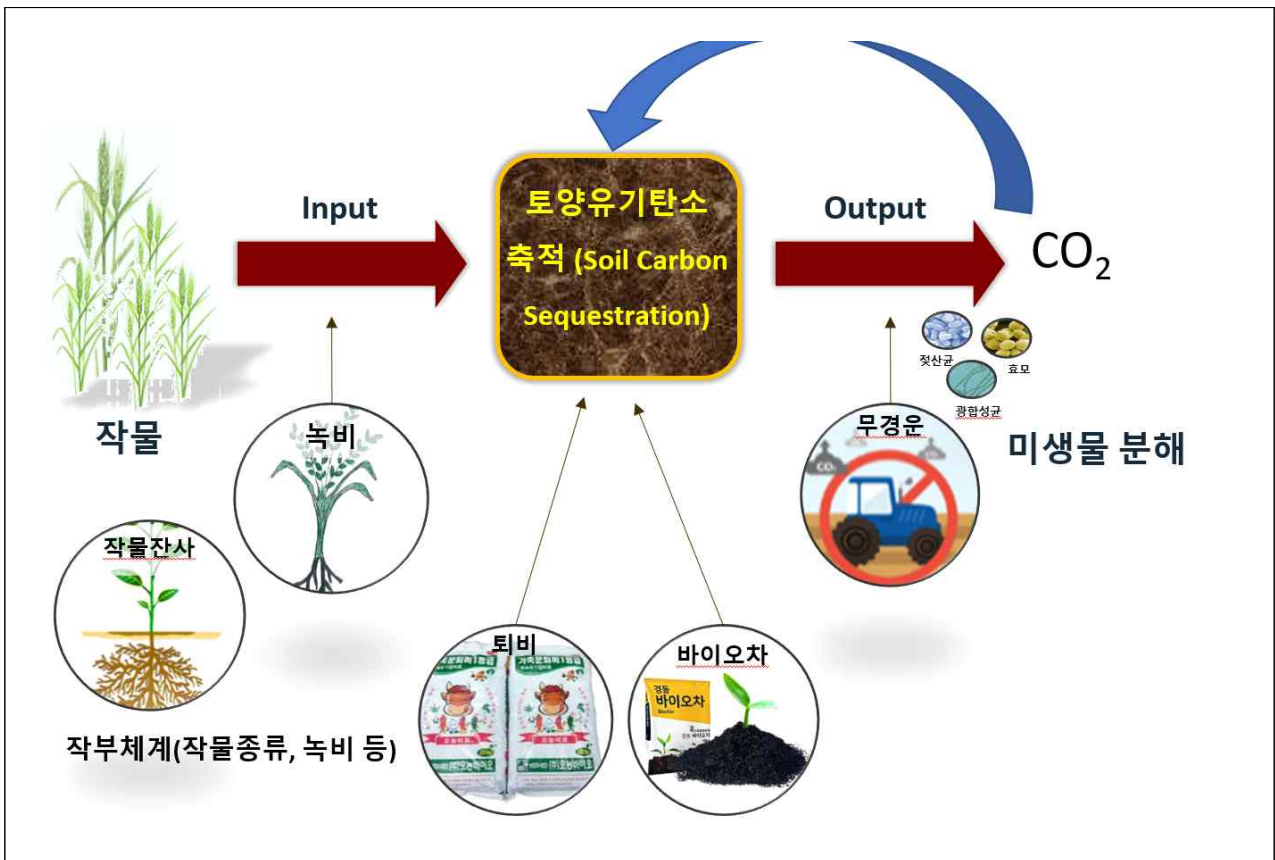 Input
토양유기탄소
축적 (Soil Carbon
Sequestration)
Output
CO₂
젖산균
효모
광합성균
작물
녹비
무경운
CO₂
미생물 분해
작물잔사
퇴비
바이오차
경동
바이오차
작부체계(작물종류, 녹비 등)